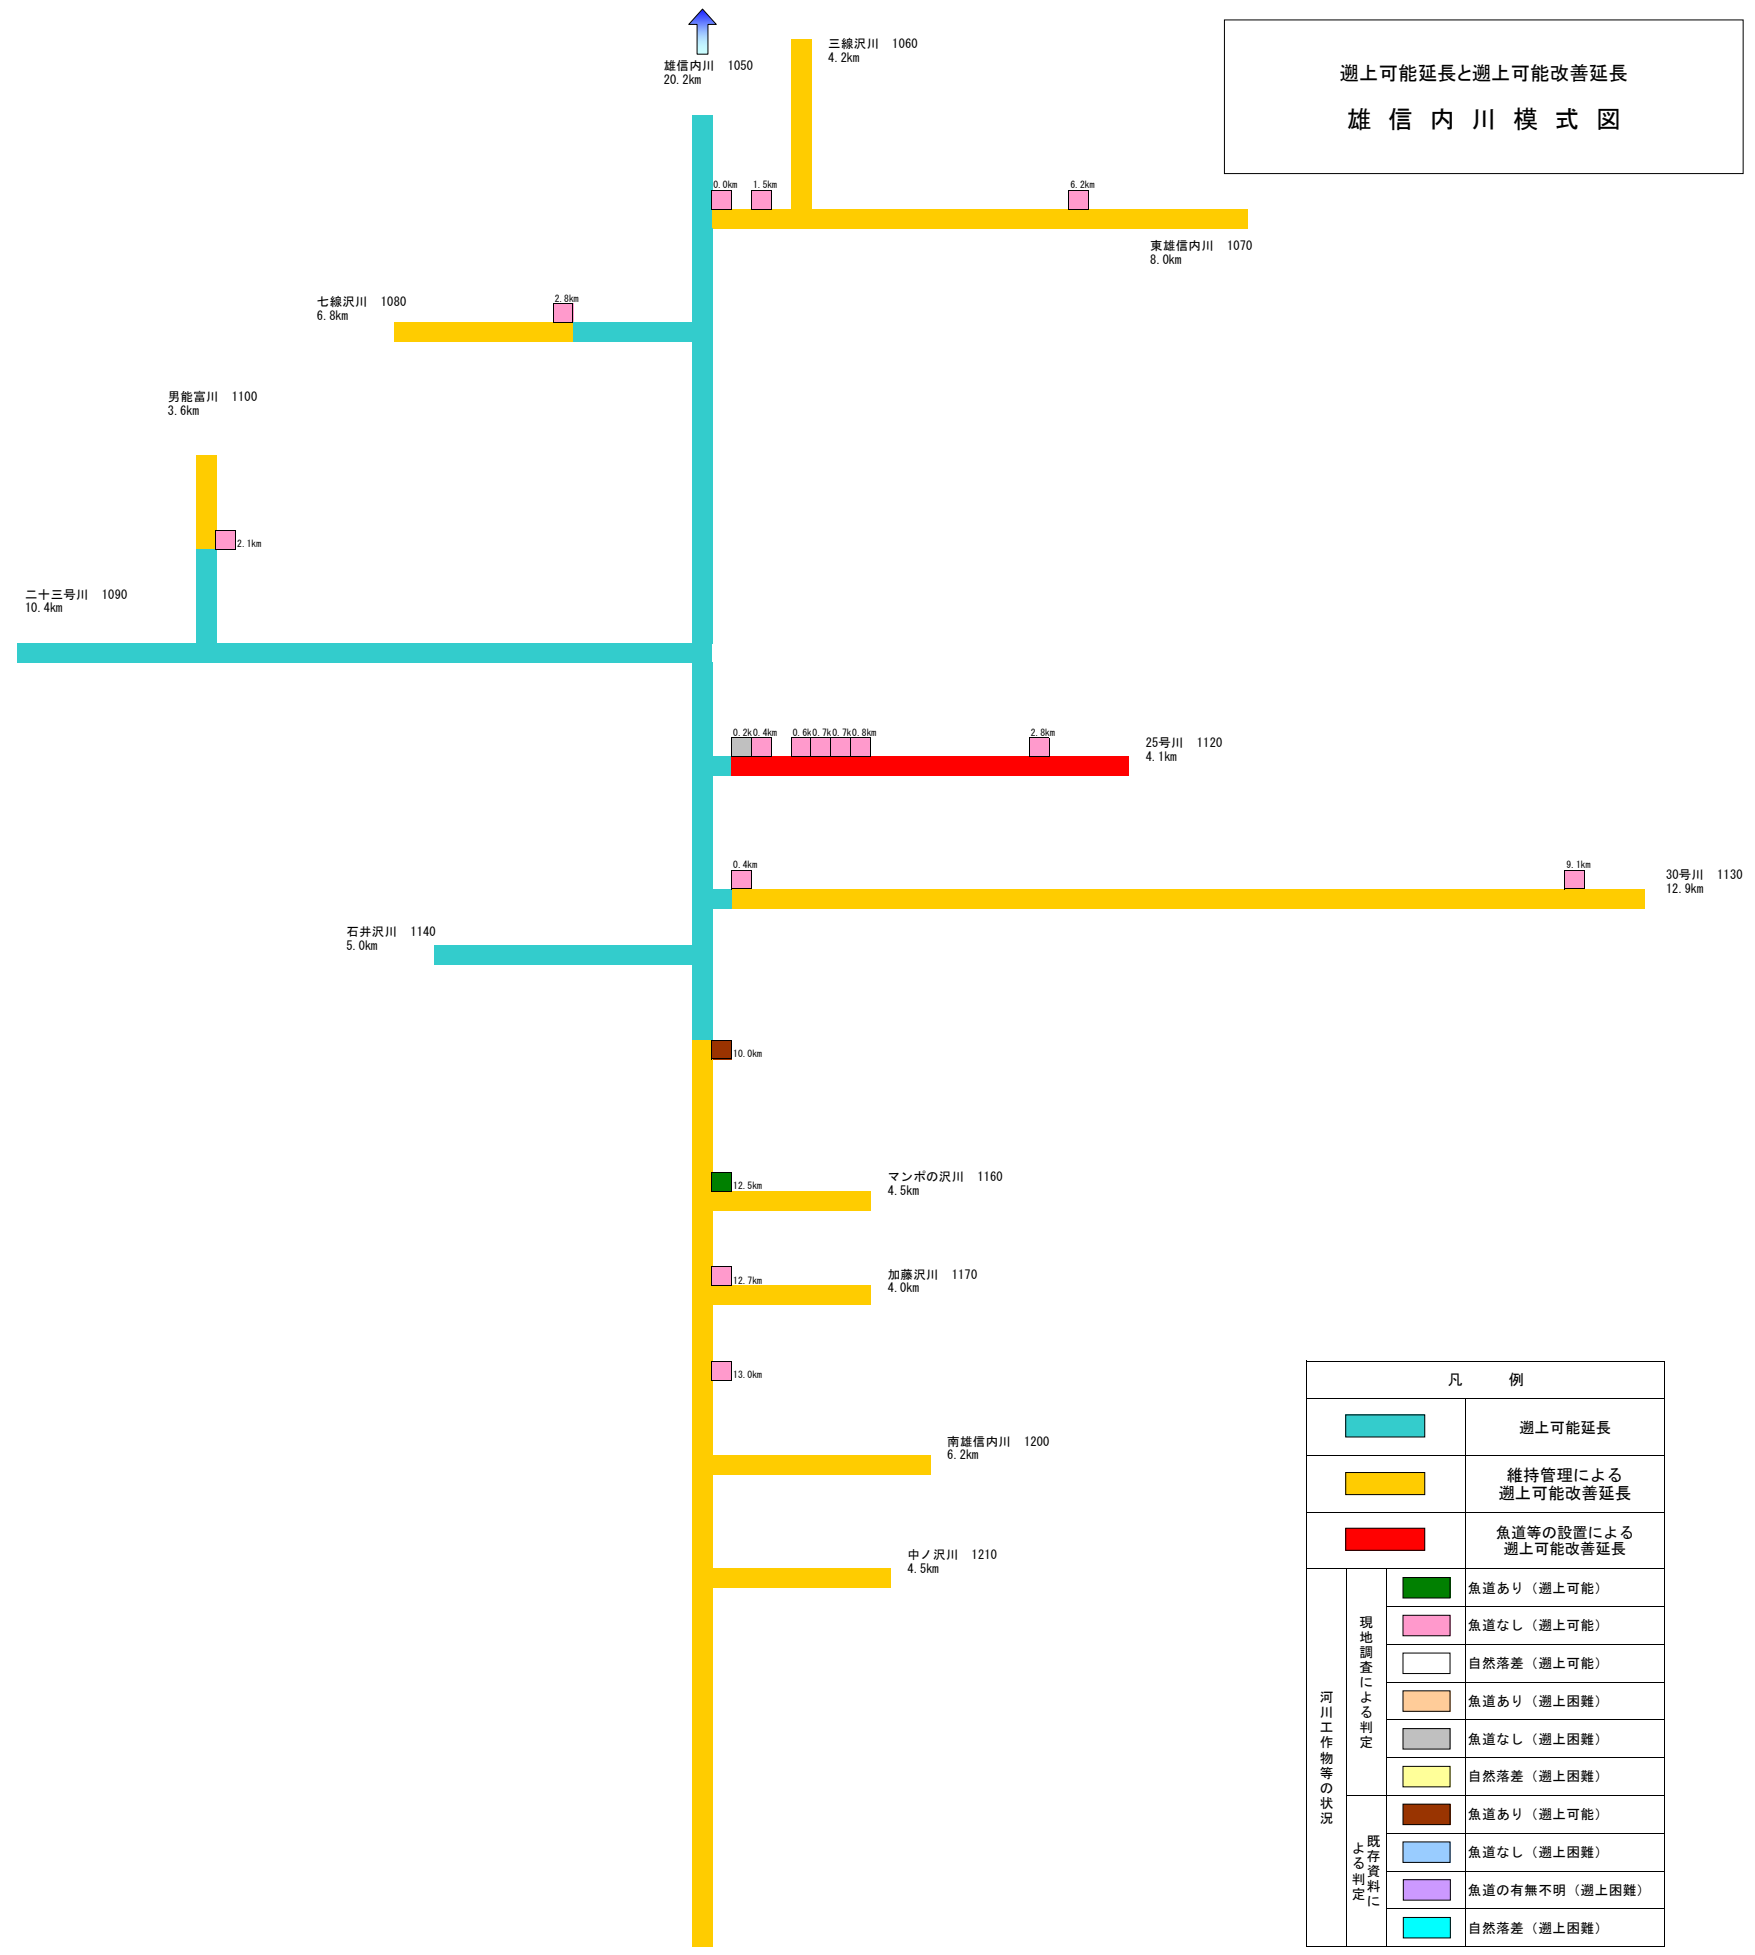 遡上可能延長と遡上可能改善延長
雄信内川模式図
雄信内川 1050
20.2km
三線沢川 1060
4.2km
0.0km
1.5km
6.2km
東雄信内川 1070
8.0km
七線沢川 1080
6.8km
2.8km
男能富川 1100
3.6km
2.1km
二十三号川 1090
10.4km
0.2k
0.4km
0.6k
0.7k
0.7k
0.8km
2.8km
25号川 1120
4.1km
0.4km
9.1km
30号川 1130
12.9km
石井沢川 1140
5.0km
10.0km
12.5km
マンポの沢川 1160
4.5km
12.7km
加藤沢川 1170
4.0km
13.0km
南雄信内川 1200
6.2km
中ノ沢川 1210
4.5km
凡 例
遡上可能延長
維持管理による
遡上可能改善延長
魚道等の設置による
遡上可能改善延長
河川工作物等の状況
現地調査による判定
魚道あり（遡上可能）
魚道なし（遡上可能）
自然落差（遡上可能）
魚道あり（遡上困難）
魚道なし（遡上困難）
自然落差（遡上困難）
既存資料に
よる判定
魚道あり（遡上可能）
魚道なし（遡上困難）
魚道の有無不明（遡上困難）
自然落差（遡上困難）